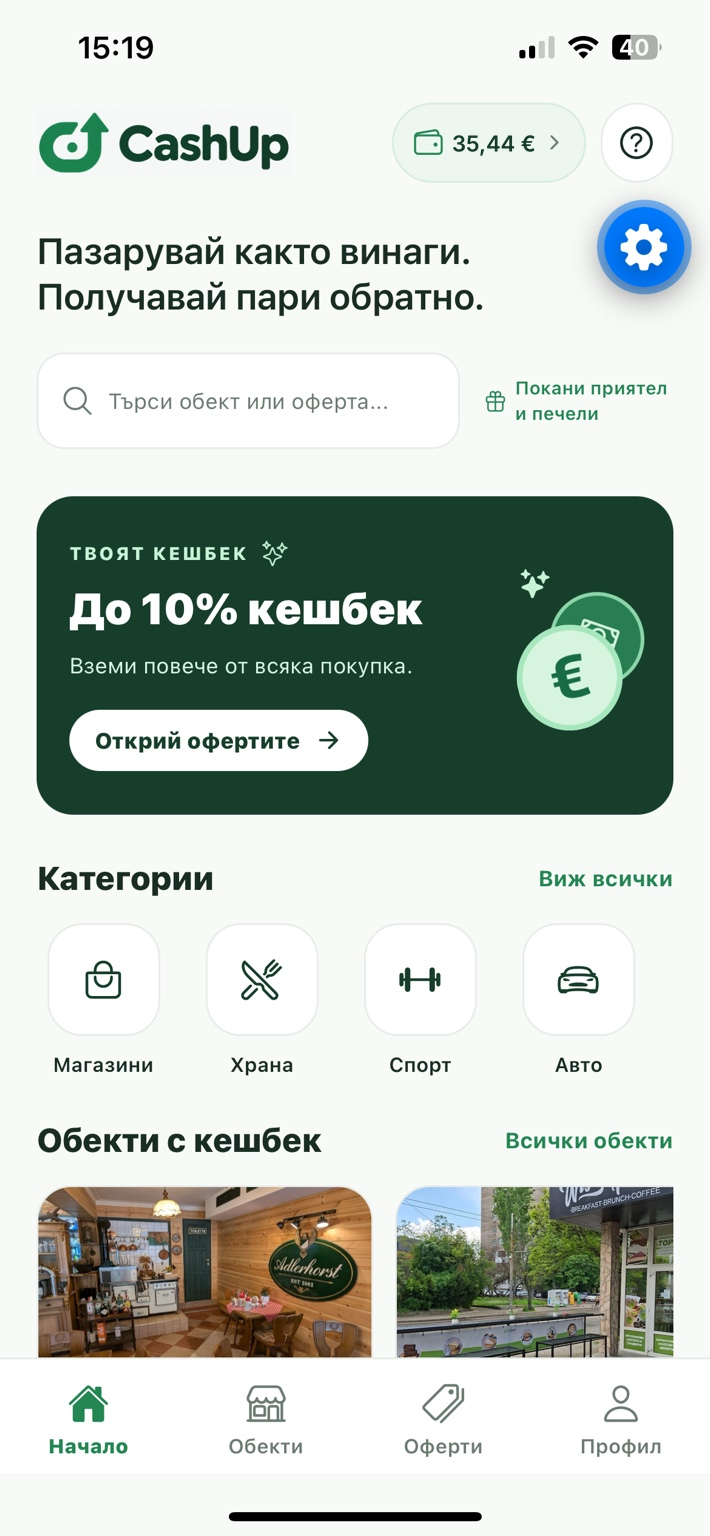 15:19
40
CashUp
35,44 €
Пазарувай както винаги.
Получавай пари обратно.
Търси обект или оферта...
Покани приятел
и печели
ТВОЯТ КЕШБЕК
До 10% кешбек
Вземи повече от всяка покупка.
€
Открий офертите
Категории
Виж всички
Магазини
Храна
Спорт
Авто
Обекти с кешбек
Всички обекти
Adlerhorst
EST 2003
-BREAKFAST-BRUNCH-COFFEE
Начало
Обекти
Оферти
Профил